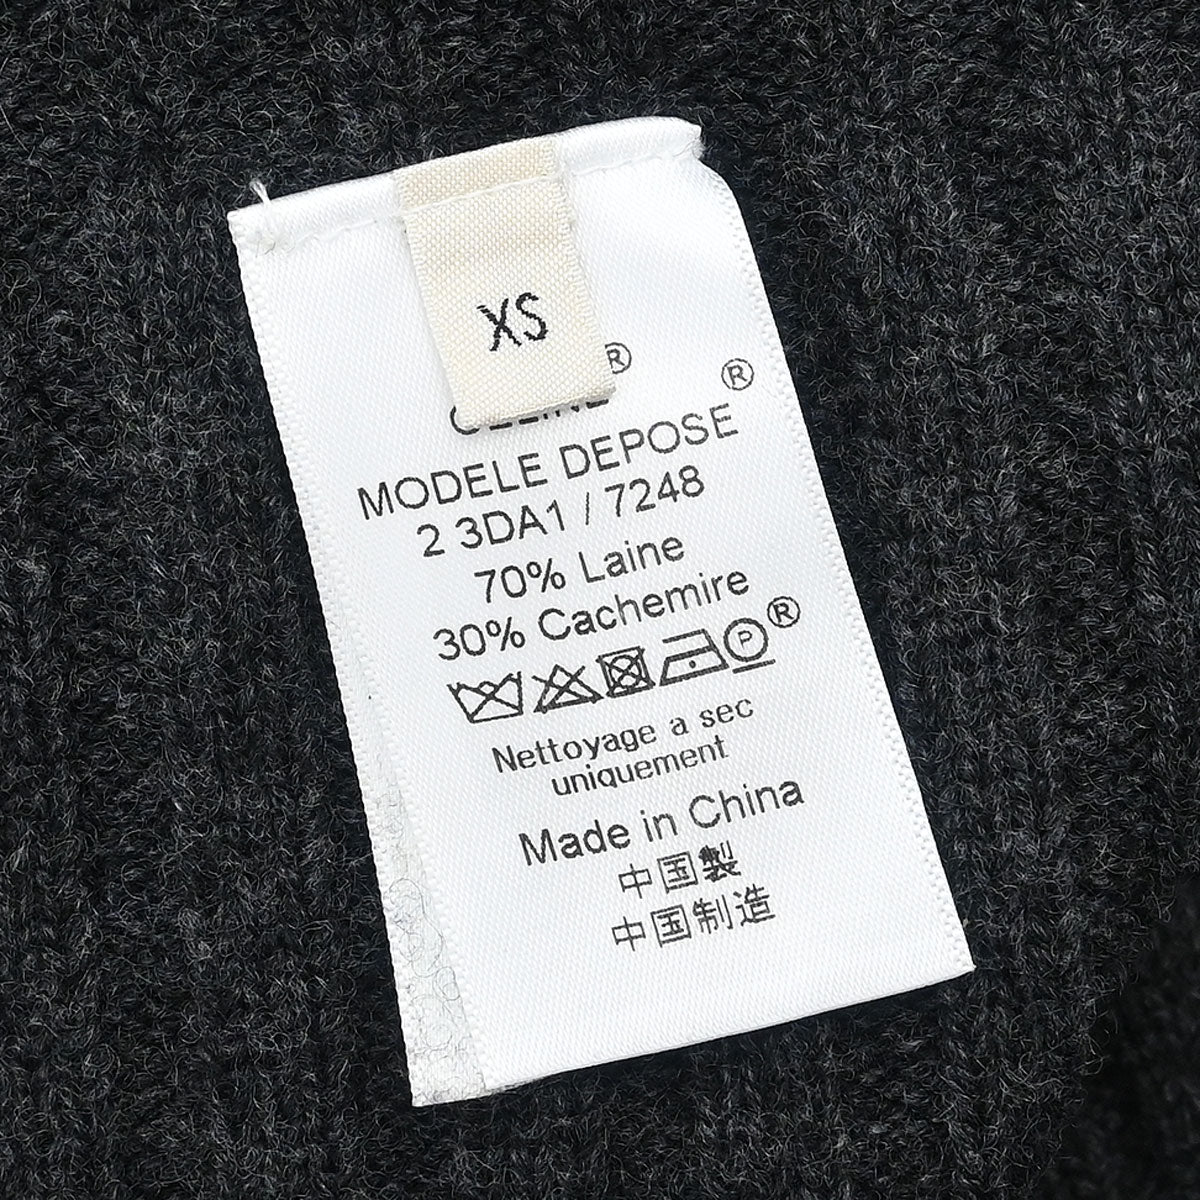 XS
®
CELINE
®
MODELE DEPOSE
2 3DA1 / 7248
70% Laine
30% Cachemire
P ®
Nettoyage a sec
uniquement
Made in China
中国製
中国制造